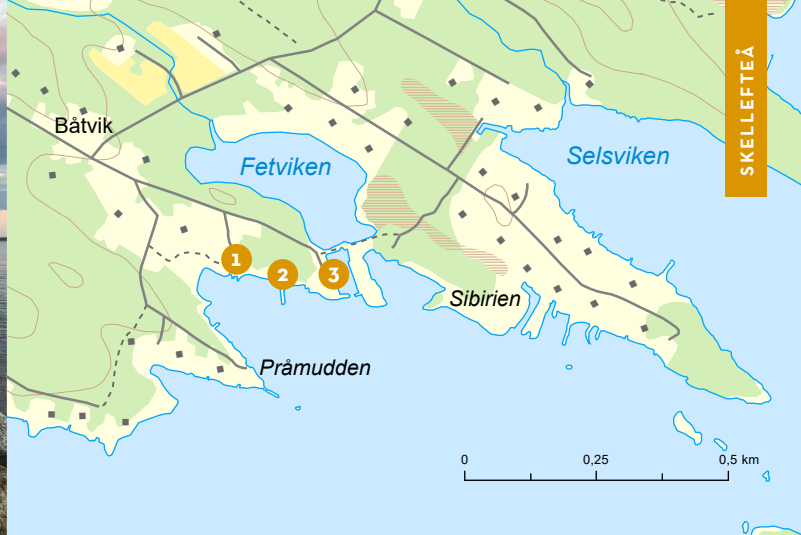 SKELLEFTEÅ
Båtvik
Fetviken
Selsviken
1
2
3
Sibirien
Pråmudden
0
0,25
0,5 km